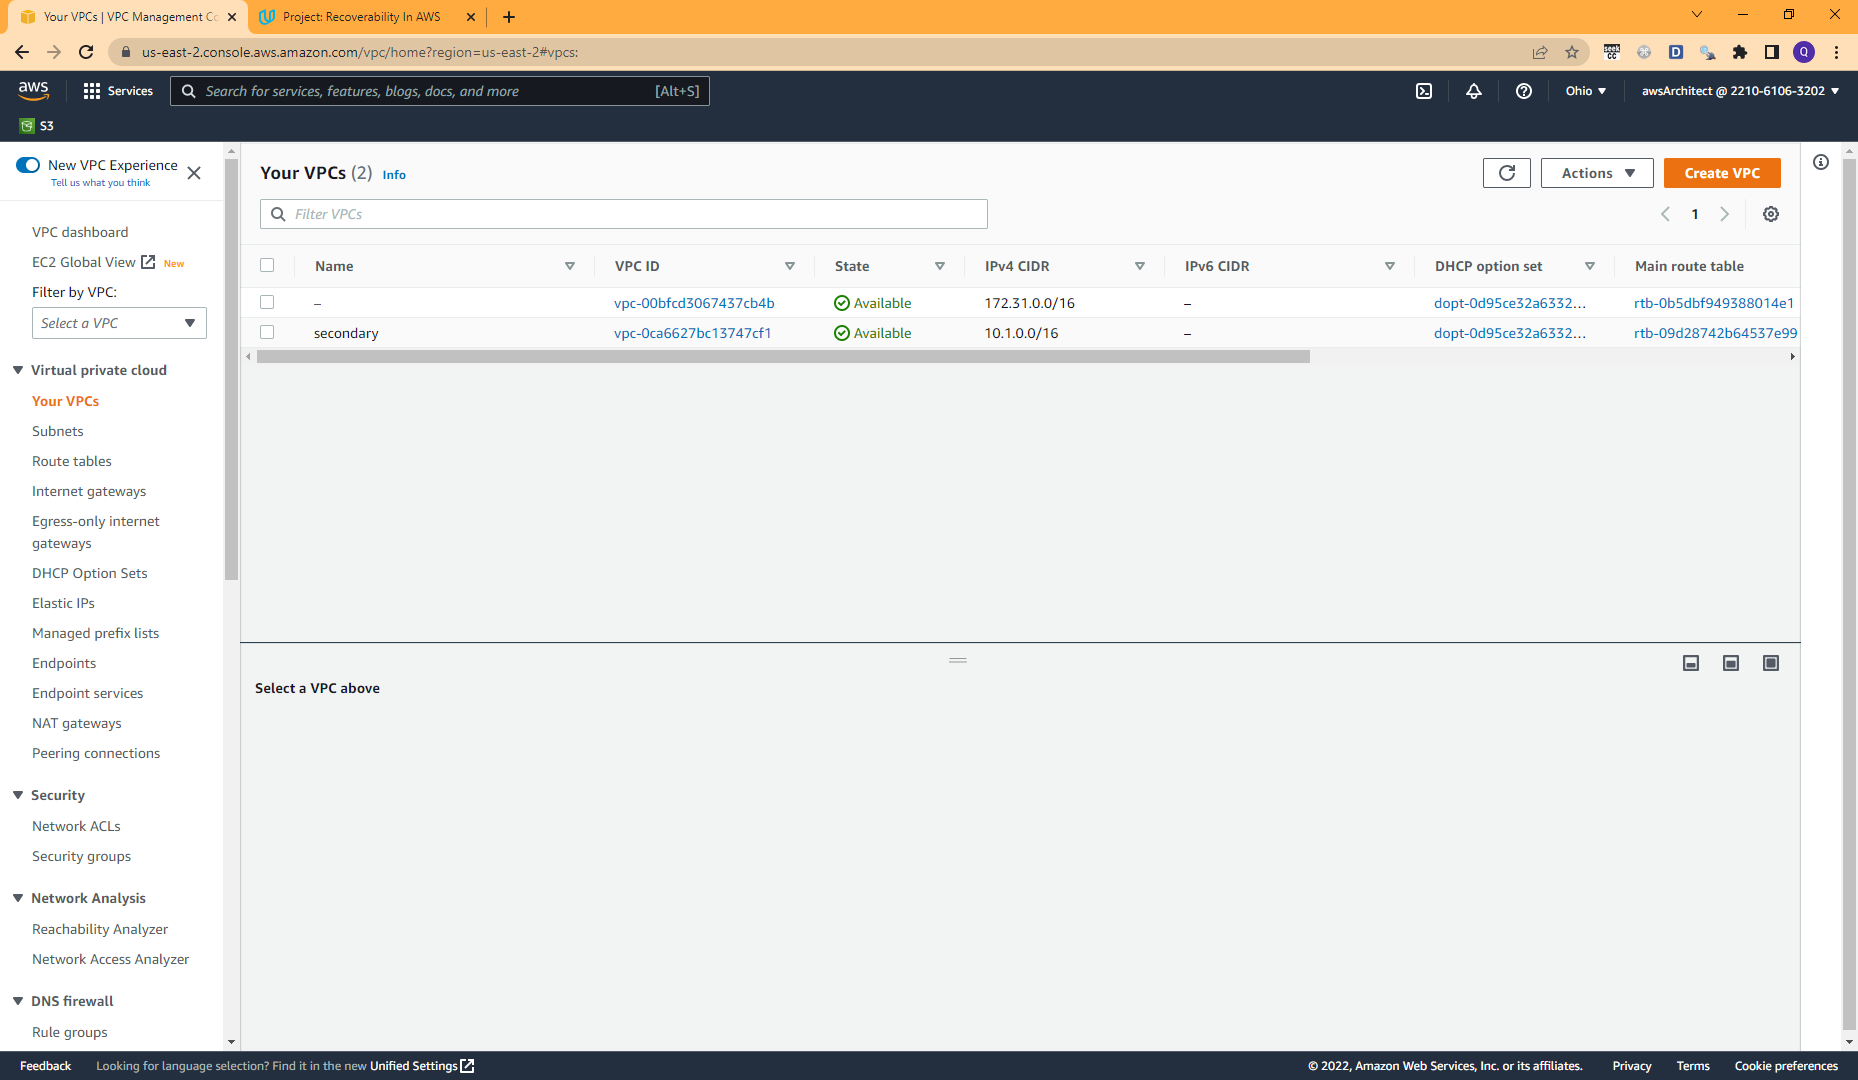 Your VPCs | VPC Management Co
Project: Recoverability In AWS
us-east-2.console.aws.amazon.com/vpc/home?region=us-east-2#vpcs:
seek
CC
D
Q
aws
Services
Search for services, features, blogs, docs, and more
[Alt+S]
Ohio
awsArchitect @ 2210-6106-3202
S3
New VPC Experience
Tell us what you think
VPC dashboard
EC2 Global View New
Filter by VPC:
Select a VPC
Virtual private cloud
Your VPCs
Subnets
Route tables
Internet gateways
Egress-only internet
gateways
DHCP Option Sets
Elastic IPs
Managed prefix lists
Endpoints
Endpoint services
NAT gateways
Peering connections
Security
Network ACLs
Security groups
Network Analysis
Reachability Analyzer
Network Access Analyzer
DNS firewall
Rule groups
Your VPCs (2) Info
Actions
Create VPC
Filter VPCs
1
Name VPC ID State IPv4 CIDR IPv6 CIDR DHCP option set Main route table
– vpc-00bfcd3067437cb4b Available 172.31.0.0/16 – dopt-0d95ce32a6332... rtb-0b5dbf949388014e1
secondary vpc-0ca6627bc13747cf1 Available 10.1.0.0/16 – dopt-0d95ce32a6332... rtb-09d28742b64537e99
Select a VPC above
Feedback Looking for language selection? Find it in the new Unified Settings © 2022, Amazon Web Services, Inc. or its affiliates. Privacy Terms Cookie preferences